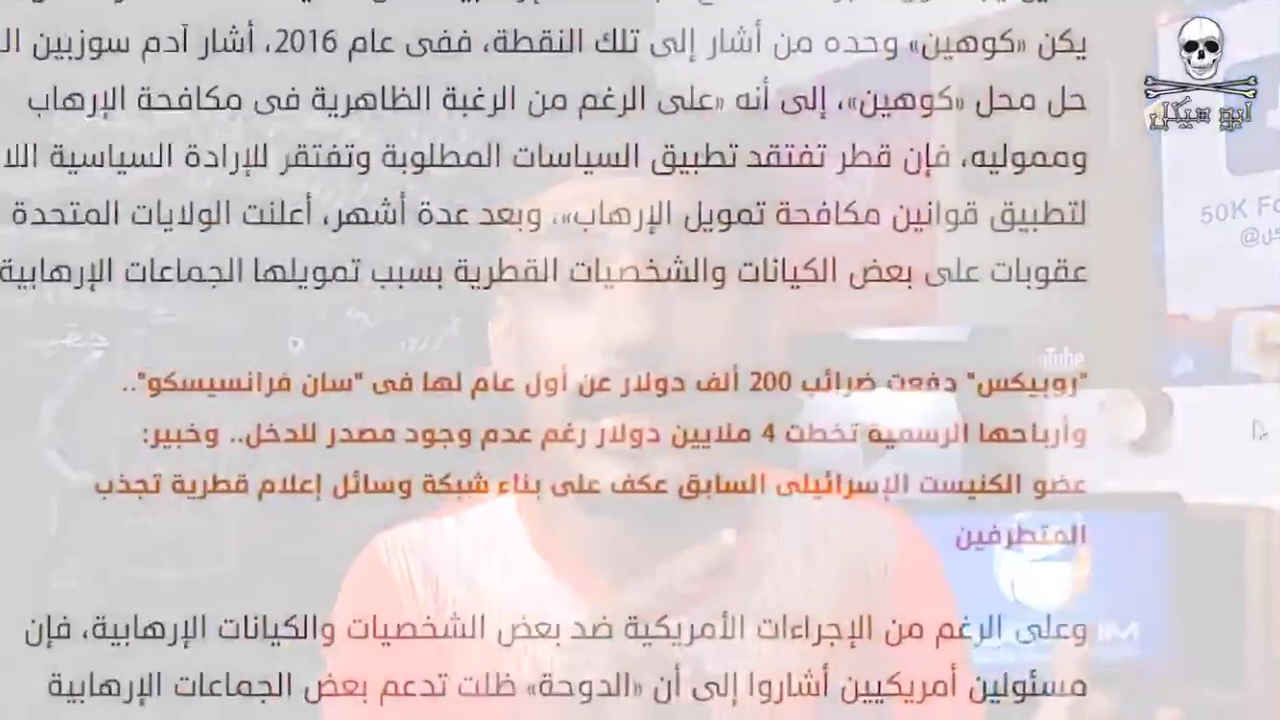 يكن «كوهين» وحده من أشار إلى تلك النقطة، ففى عام 2016، أشار آدم سوزبين الـ
حل محل «كوهين»، إلى أنه «على الرغم من الرغبة الظاهرية فى مكافحة الإرهاب
ومموليه، فإن قطر تفتقد تطبيق السياسات المطلوبة وتفتقر للإرادة السياسية اللا
لتطبيق قوانين مكافحة تمويل الإرهاب»، وبعد عدة أشهر، أعلنت الولايات المتحدة
عقوبات على بعض الكيانات والشخصيات القطرية بسبب تمويلها الجماعات الإرهابية
"روبيكس" دفعت ضرائب 200 ألف دولار عن أول عام لها فى "سان فرانسيسكو"..
وأرباحها الرسمية تخطت 4 ملايين دولار رغم عدم وجود مصدر للدخل.. وخبير:
عضو الكنيست الإسرائيلى السابق عكف على بناء شبكة وسائل إعلام قطرية تجذب
المتطرفين
وعلى الرغم من الإجراءات الأمريكية ضد بعض الشخصيات والكيانات الإرهابية، فإن
مسئولين أمريكيين أشاروا إلى أن «الدوحة» ظلت تدعم بعض الجماعات الإرهابية
ابو هيكل
50K Fo